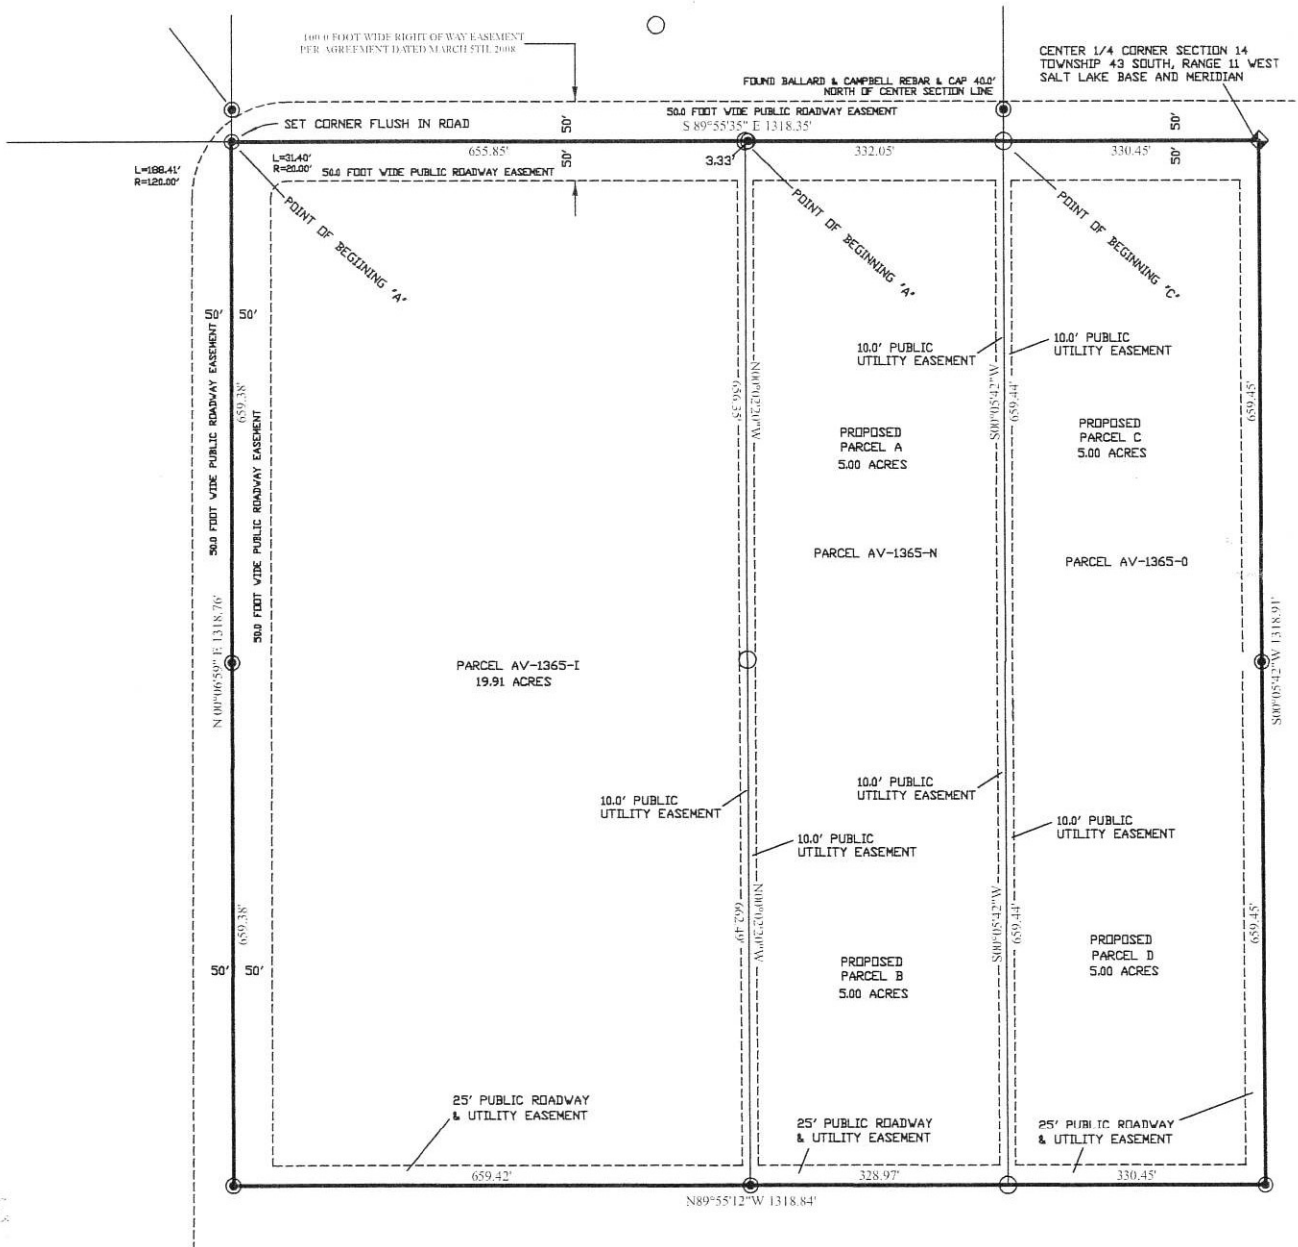 100.0 FOOT WIDE RIGHT OF WAY EASEMENT
PER AGREEMENT DATED MARCH 5TH, 2008
CENTER 1/4 CORNER SECTION 14
TOWNSHIP 43 SOUTH, RANGE 11 WEST
SALT LAKE BASE AND MERIDIAN
FOUND BALLARD & CAMPBELL REBAR & CAP 40.0'
NORTH OF CENTER SECTION LINE
50.0 FOOT WIDE PUBLIC ROADWAY EASEMENT
S 89°55'35" E 1318.35'
SET CORNER FLUSH IN ROAD
50'
50'
50'
50'
655.85'
3.33'
332.05'
330.45'
L=188.41'
R=120.00'
L=31.40'
R=20.00'
50.0 FOOT WIDE PUBLIC ROADWAY EASEMENT
POINT OF BEGIINING "A"
POINT OF BEGINNING "A"
POINT OF BEGINNING "C"
50'
50'
50.0 FOOT WIDE PUBLIC ROADWAY EASEMENT
659.38'
50.0 FOOT WIDE PUBLIC ROADWAY EASEMENT
N 00°06'59" E 1318.76'
10.0' PUBLIC
UTILITY EASEMENT
10.0' PUBLIC
UTILITY EASEMENT
656.35'
N00°02'20"W
S00°05'42"W
659.44'
659.45'
PROPOSED
PARCEL A
5.00 ACRES
PROPOSED
PARCEL C
5.00 ACRES
PARCEL AV-1365-N
PARCEL AV-1365-O
S00°05'42"W 1318.91'
PARCEL AV-1365-I
19.91 ACRES
10.0' PUBLIC
UTILITY EASEMENT
10.0' PUBLIC
UTILITY EASEMENT
10.0' PUBLIC
UTILITY EASEMENT
10.0' PUBLIC
UTILITY EASEMENT
659.38'
662.49'
N00°02'20"W
S00°05'42"W
659.44'
659.45'
50'
50'
PROPOSED
PARCEL B
5.00 ACRES
PROPOSED
PARCEL D
5.00 ACRES
25' PUBLIC ROADWAY
& UTILITY EASEMENT
25' PUBLIC ROADWAY
& UTILITY EASEMENT
25' PUBLIC ROADWAY
& UTILITY EASEMENT
659.42'
328.97'
330.45'
N89°55'12"W 1318.84'